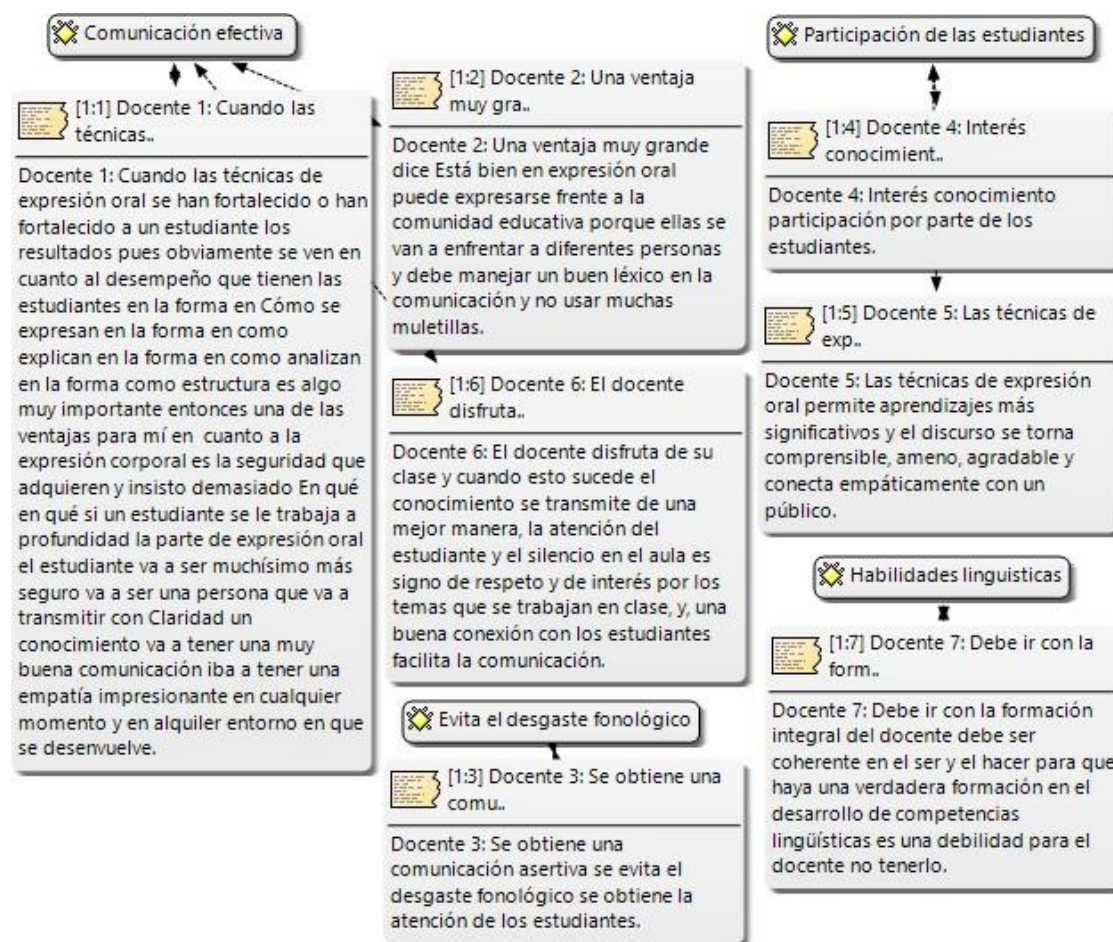 Comunicación efectiva
[1:1] Docente 1: Cuando las
técnicas..
Docente 1: Cuando las técnicas de
expresión oral se han fortalecido o han
fortalecido a un estudiante los
resultados pues obviamente se ven en
cuanto al desempeño que tienen las
estudiantes en la forma en Cómo se
expresan en la forma en como
explican en la forma en como analizan
en la forma como estructura es algo
muy importante entonces una de las
ventajas para mí en cuanto a la
expresión corporal es la seguridad que
adquieren y insisto demasiado En qué
en qué si un estudiante se le trabaja a
profundidad la parte de expresión oral
el estudiante va a ser muchísimo más
seguro va a ser una persona que va a
transmitir con Claridad un
conocimiento va a tener una muy
buena comunicación iba a tener una
empatía impresionante en cualquier
momento y en alquiler entorno en que
se desenvuelve.
[1:2] Docente 2: Una ventaja
muy gra..
Docente 2: Una ventaja muy grande
dice Está bien en expresión oral
puede expresarse frente a la
comunidad educativa porque ellas se
van a enfrentar a diferentes personas
y debe manejar un buen léxico en la
comunicación y no usar muchas
muletillas.
[1:6] Docente 6: El docente
disfruta..
Docente 6: El docente disfruta de su
clase y cuando esto sucede el
conocimiento se transmite de una
mejor manera, la atención del
estudiante y el silencio en el aula es
signo de respeto y de interés por los
temas que se trabajan en clase, y, una
buena conexión con los estudiantes
facilita la comunicación.
Evita el desgaste fonológico
[1:3] Docente 3: Se obtiene una
comu..
Docente 3: Se obtiene una
comunicación asertiva se evita el
desgaste fonológico se obtiene la
atención de los estudiantes.
Participación de las estudiantes
[1:4] Docente 4: Interés
conocimient..
Docente 4: Interés conocimiento
participación por parte de los
estudiantes.
[1:5] Docente 5: Las técnicas de
exp..
Docente 5: Las técnicas de expresión
oral permite aprendizajes más
significativos y el discurso se torna
comprensible, ameno, agradable y
conecta empáticamente con un
público.
Habilidades linguisticas
[1:7] Docente 7: Debe ir con la
form..
Docente 7: Debe ir con la formación
integral del docente debe ser
coherente en el ser y el hacer para que
haya una verdadera formación en el
desarrollo de competencias
lingüísticas es una debilidad para el
docente no tenerlo.